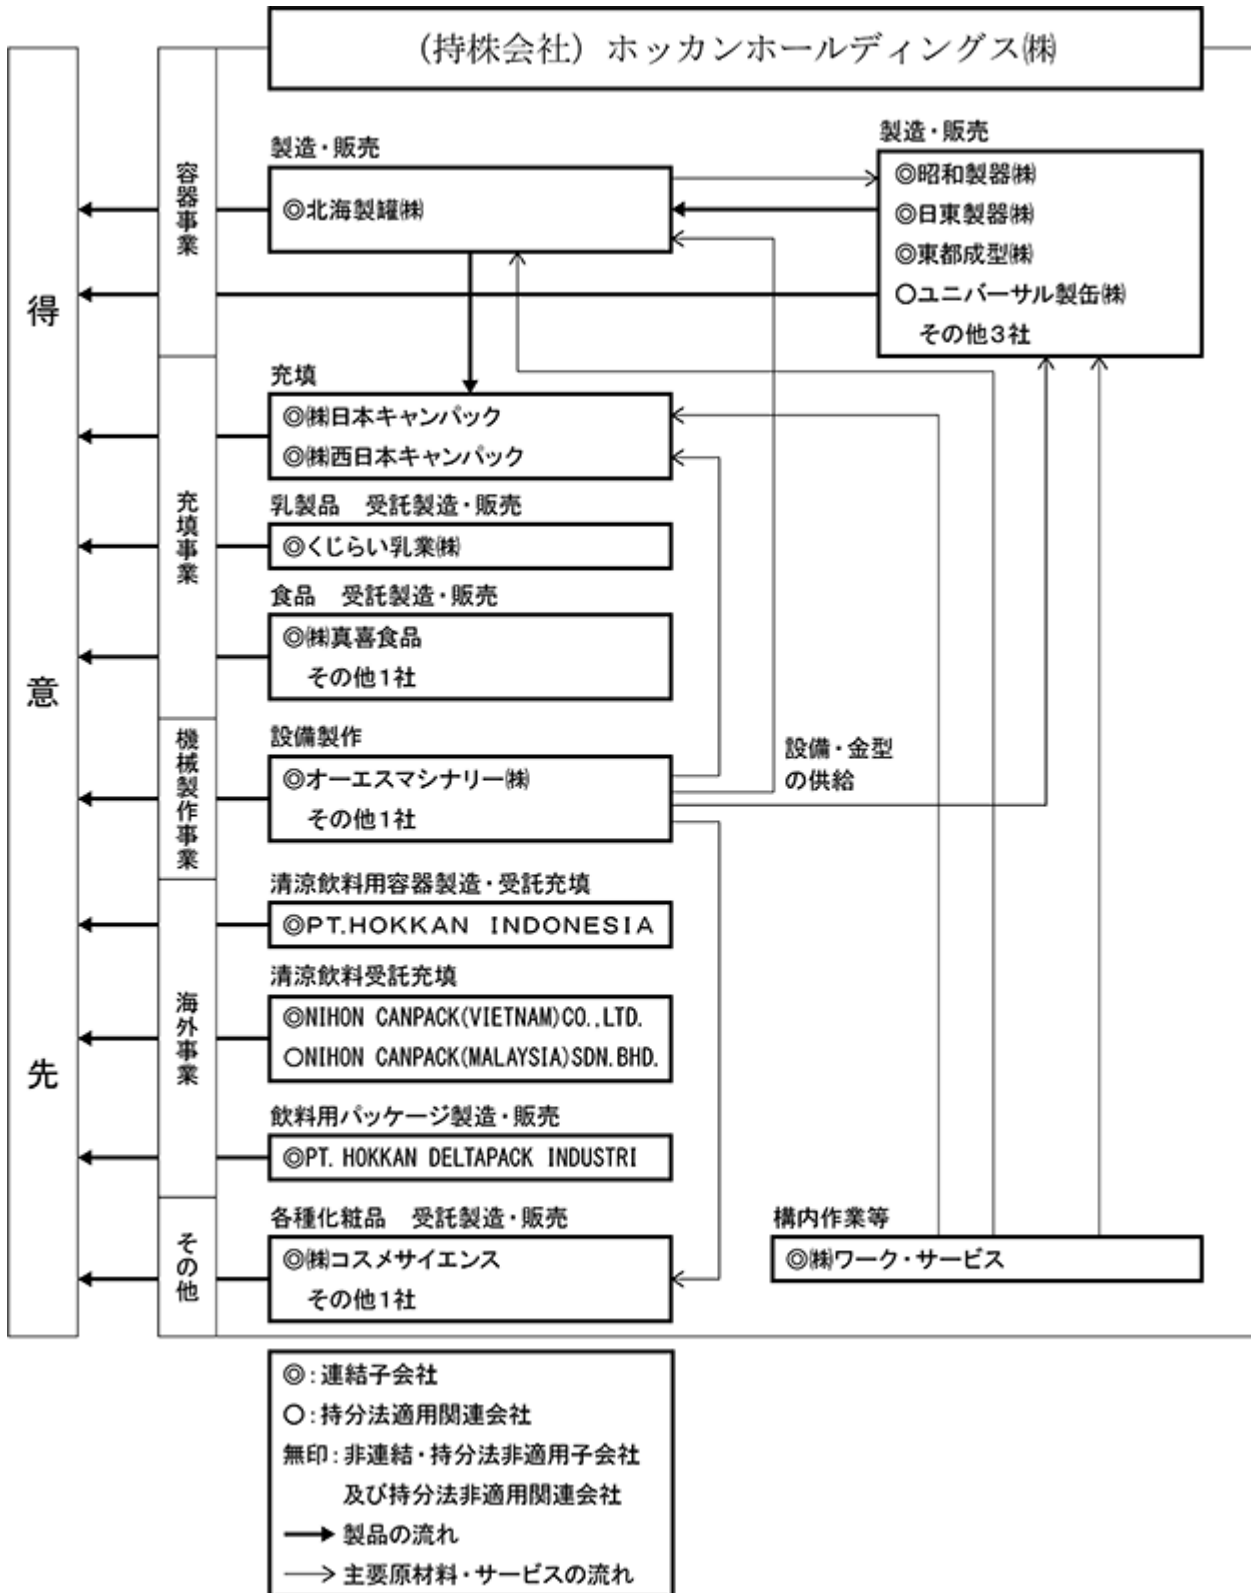 (持株会社) ホッカンホールディングス㈱
得意先
容器事業
製造・販売
◎北海製罐㈱
製造・販売
◎昭和製器㈱
◎日東製器㈱
◎東都成型㈱
○ユニバーサル製缶㈱
その他3社
充填事業
充填
◎㈱日本キャンパック
◎㈱西日本キャンパック
乳製品 受託製造・販売
◎くじらい乳業㈱
食品 受託製造・販売
◎㈱真喜食品
その他1社
機械製作事業
設備製作
◎オーエスマシナリー㈱
その他1社
設備・金型
の供給
海外事業
清涼飲料用容器製造・受託充填
◎PT.HOKKAN INDONESIA
清涼飲料受託充填
◎NIHON CANPACK(VIETNAM)CO.,LTD.
○NIHON CANPACK(MALAYSIA)SDN.BHD.
飲料用パッケージ製造・販売
◎PT. HOKKAN DELTAPACK INDUSTRI
その他
各種化粧品 受託製造・販売
◎㈱コスメサイエンス
その他1社
構内作業等
◎㈱ワーク・サービス
◎:連結子会社
○:持分法適用関連会社
無印:非連結・持分法非適用子会社
及び持分法非適用関連会社
→ 製品の流れ
→ 主要原材料・サービスの流れ